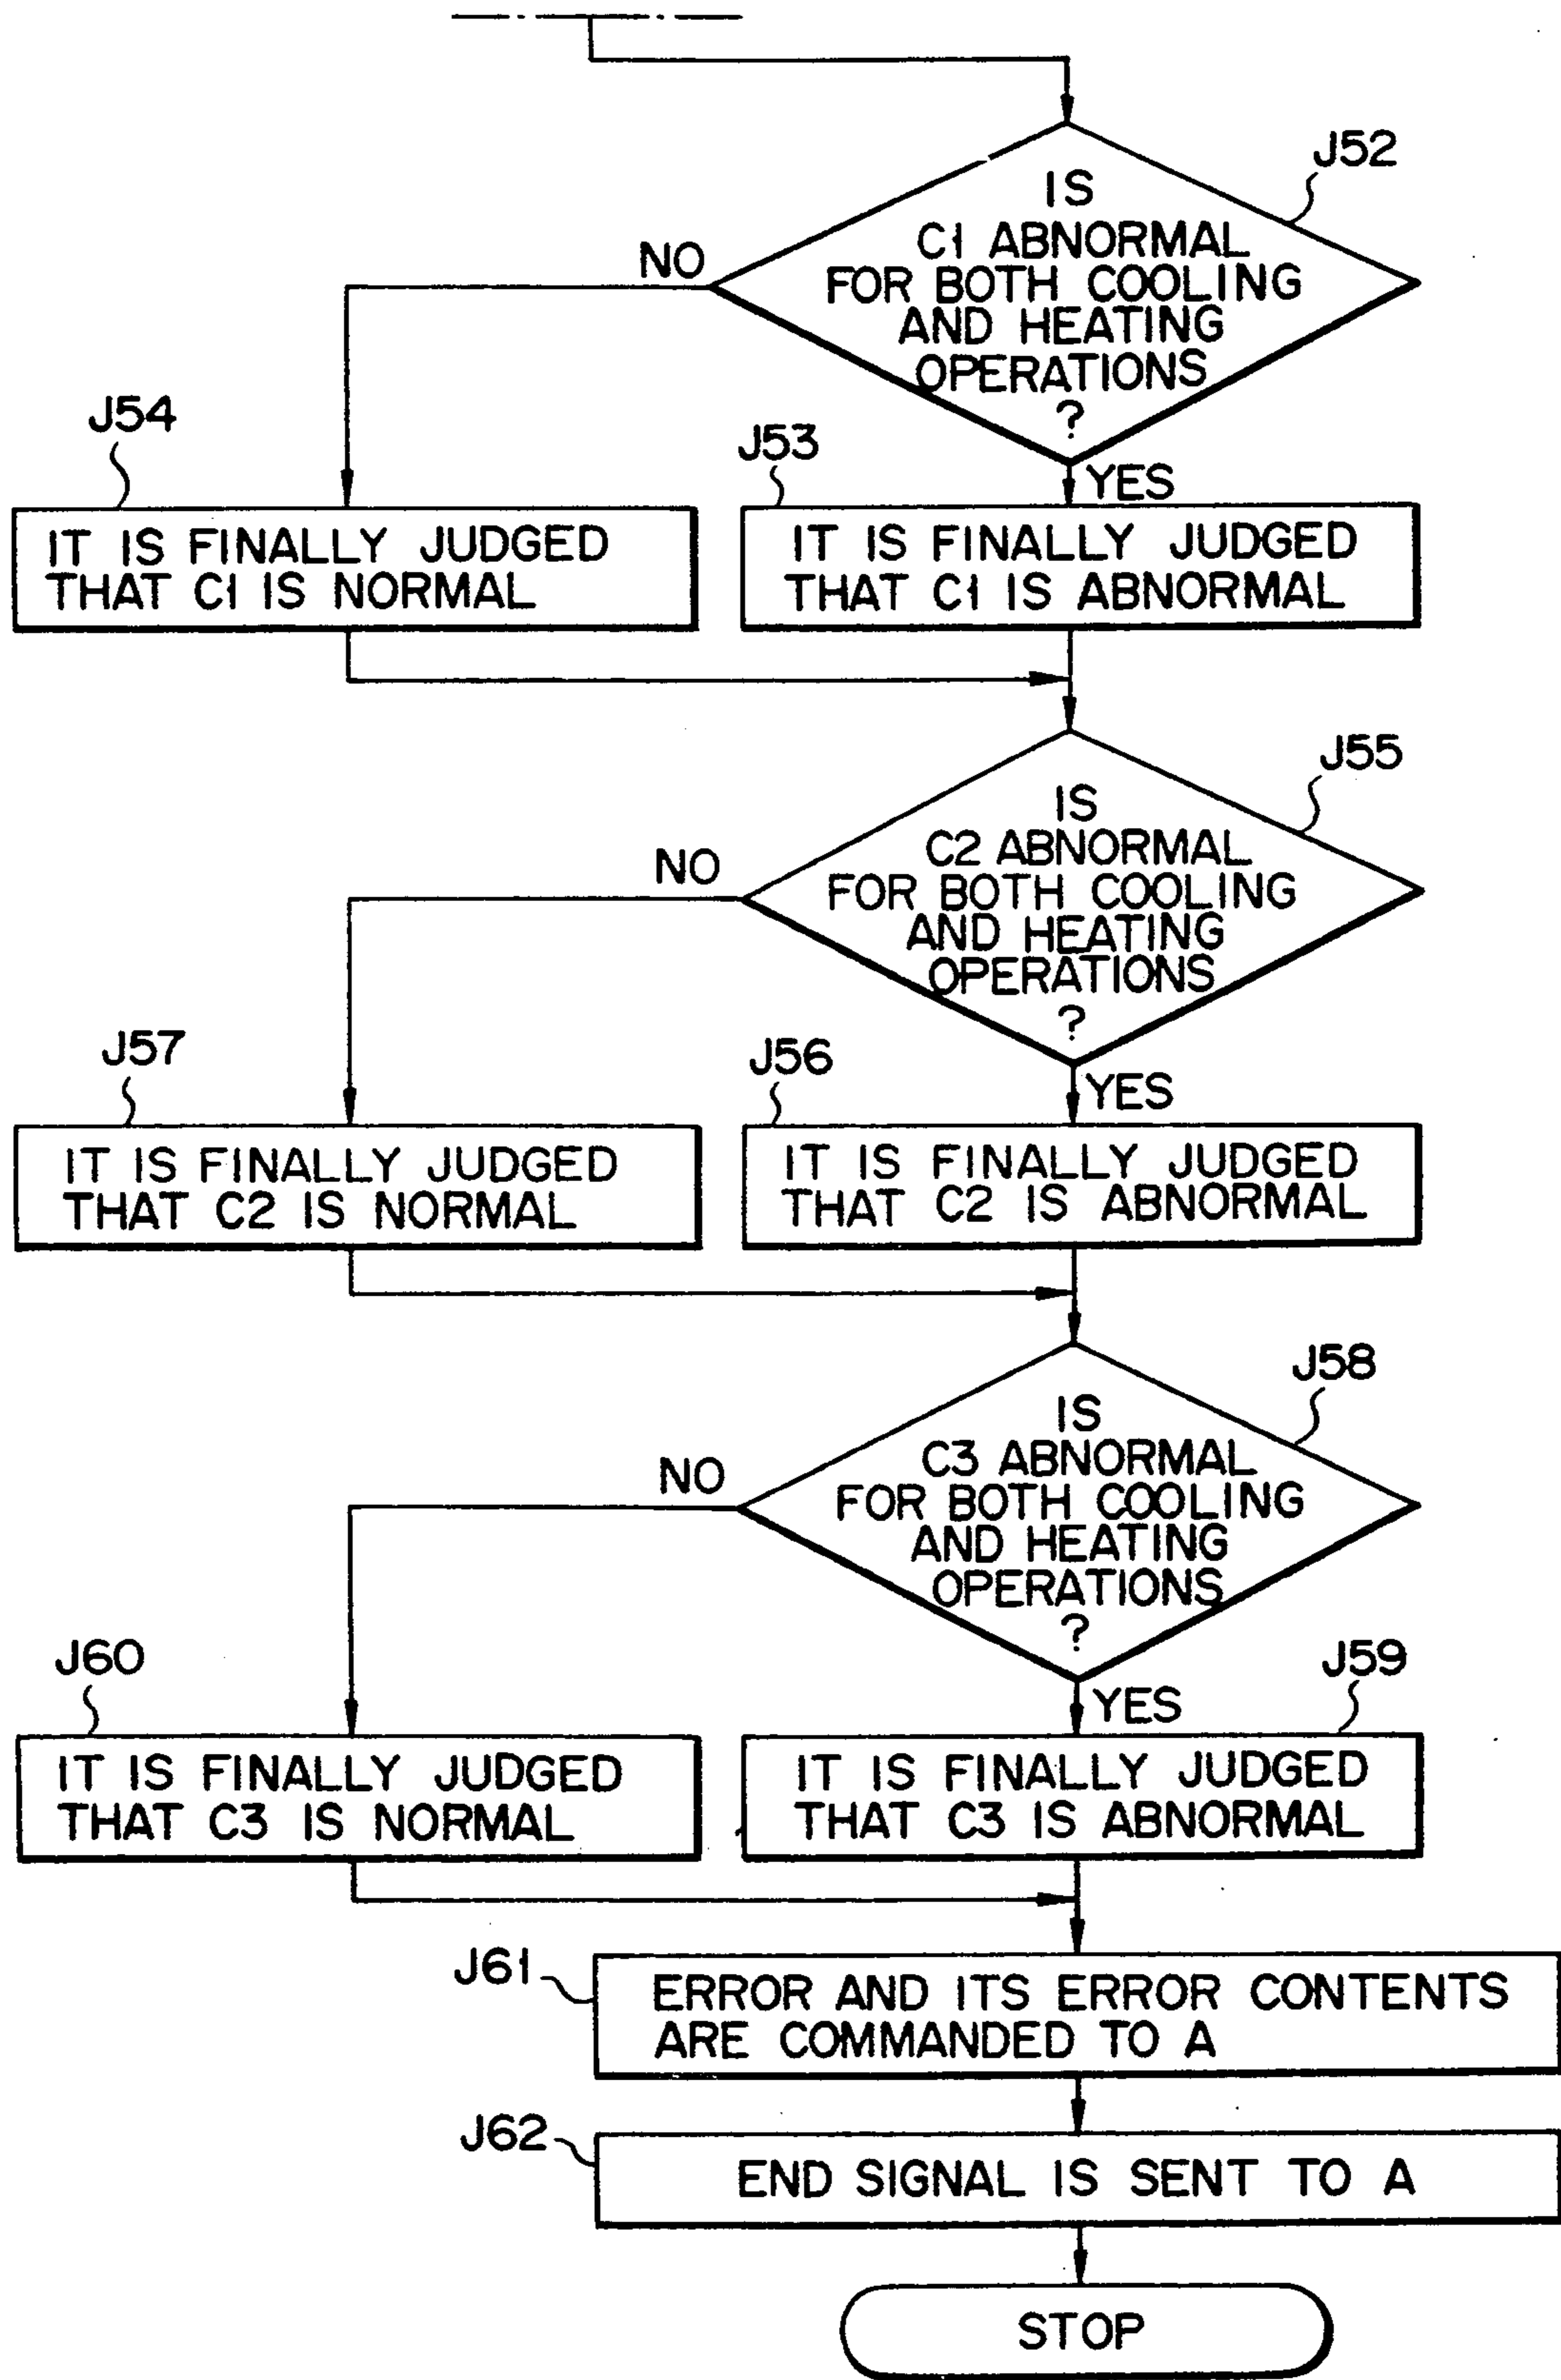 J52
IS
C1 ABNORMAL
FOR BOTH COOLING
AND HEATING
OPERATIONS
?
NO
YES
J54
IT IS FINALLY JUDGED
THAT C1 IS NORMAL
J53
IT IS FINALLY JUDGED
THAT C1 IS ABNORMAL
J55
IS
C2 ABNORMAL
FOR BOTH COOLING
AND HEATING
OPERATIONS
?
NO
YES
J57
IT IS FINALLY JUDGED
THAT C2 IS NORMAL
J56
IT IS FINALLY JUDGED
THAT C2 IS ABNORMAL
J58
IS
C3 ABNORMAL
FOR BOTH COOLING
AND HEATING
OPERATIONS
?
NO
YES
J60
IT IS FINALLY JUDGED
THAT C3 IS NORMAL
J59
IT IS FINALLY JUDGED
THAT C3 IS ABNORMAL
J61
ERROR AND ITS ERROR CONTENTS
ARE COMMANDED TO A
J62
END SIGNAL IS SENT TO A
STOP